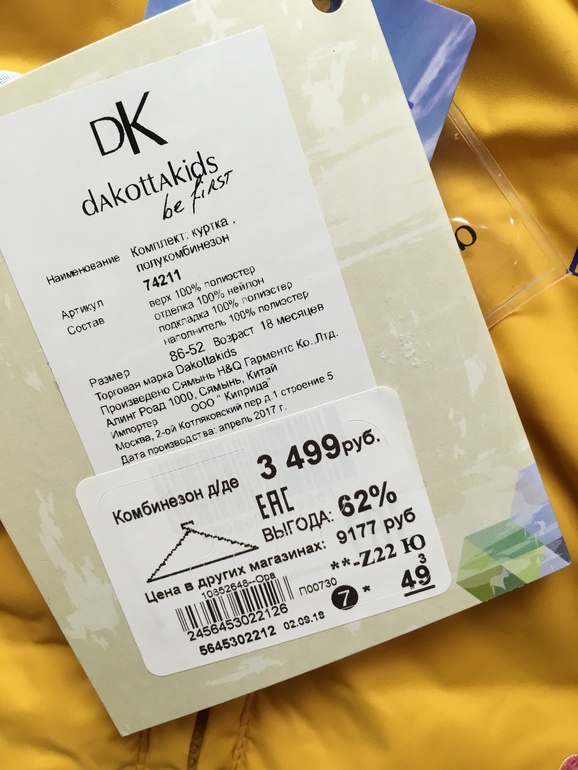 DK
dakottakids
be first
Наименование Комплект: куртка ,
полукомбинезон
Артикул 74211
Состав верх 100% полиэстер
отделка 100% нейлон
подкладка 100% полиэстер
наполнитель 100% полиэстер
Размер 86-52 Возраст 18 месяцев
Торговая марка Dakottakids
Произведено Сямынь H&Q Гарментс Ко.,Лтд.
Алинг Роад 1000, Сямынь, Китай
Импортер ООО "Киприда"
Москва, 2-ой Котляковский пер д.1 строение 5
Дата производства: апрель 2017 г.
Комбинезон д/де 3 499руб.
EAC
ВЫГОДА: 62%
Цена в других магазинах: 9177 руб
10352648--Ора
**-Z22 Ю
П00730
3
7 * 49
2456453022126
5645302212 02.09.18